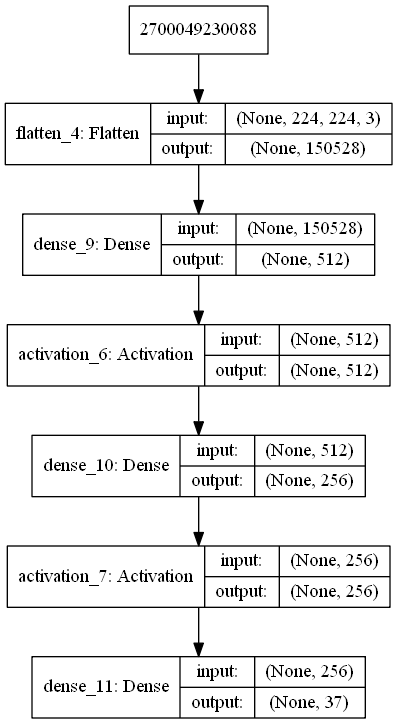 2700049230088
flatten_4: Flatten
input: (None, 224, 224, 3)
output: (None, 150528)
dense_9: Dense
input: (None, 150528)
output: (None, 512)
activation_6: Activation
input: (None, 512)
output: (None, 512)
dense_10: Dense
input: (None, 512)
output: (None, 256)
activation_7: Activation
input: (None, 256)
output: (None, 256)
dense_11: Dense
input: (None, 256)
output: (None, 37)